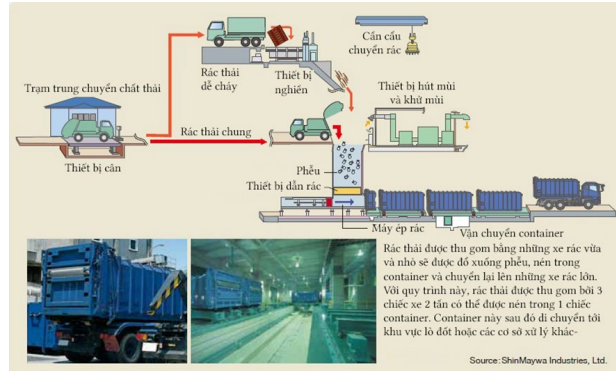 Cần cẩu
chuyển rác
Rác thải
dễ cháy
Thiết bị
nghiền
Trạm trung chuyển chất thải
Thiết bị hút mùi
và khử mùi
Rác thải chung
Thiết bị cân
Phễu
Thiết bị dẫn rác
Máy ép rác
Vận chuyển container
Rác thải được thu gom bằng những xe rác vừa
và nhỏ sẽ được đổ xuống phễu, nén trong
container và chuyển lại lên những xe rác lớn.
Với quy trình này, rác thải được thu gom bởi 3
chiếc xe 2 tấn có thể được nén trong 1 chiếc
container. Container này sau đó di chuyển tới
khu vực lò đốt hoặc các cơ sở xử lý khác-
Source: ShinMaywa Industries, Ltd.